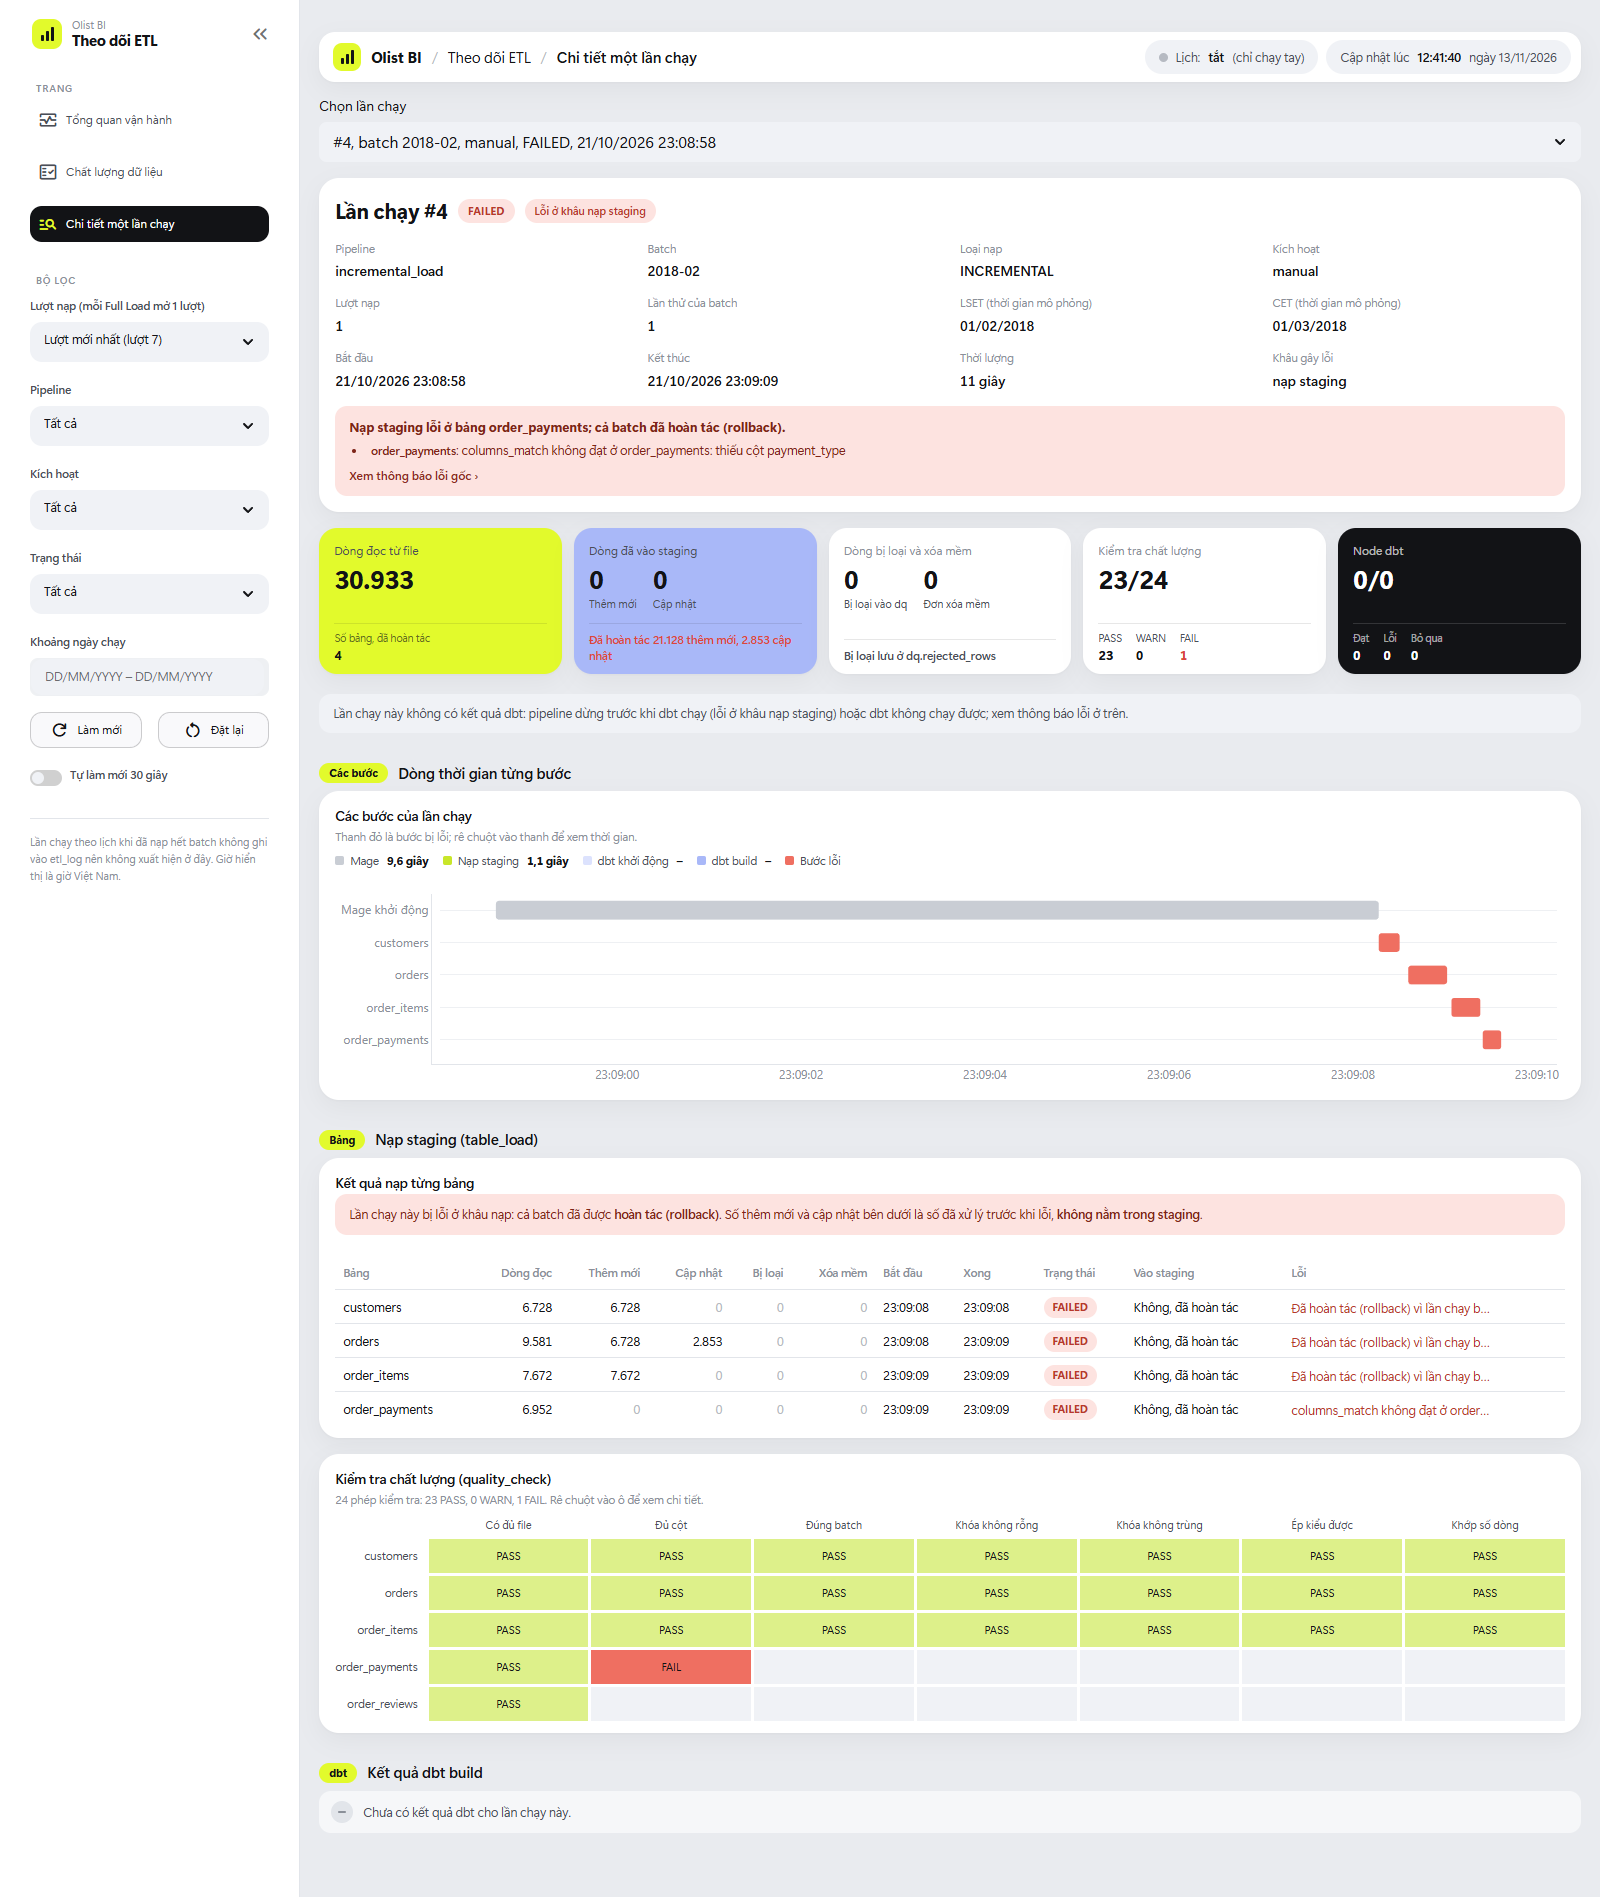 Olist BI
Theo dõi ETL
TRANG
Tổng quan vận hành
Chất lượng dữ liệu
Chi tiết một lần chạy
BỘ LỌC
Lượt nạp (mỗi Full Load mở 1 lượt)
Lượt mới nhất (lượt 7)
Pipeline
Tất cả
Kích hoạt
Tất cả
Trạng thái
Tất cả
Khoảng ngày chạy
DD/MM/YYYY – DD/MM/YYYY
Làm mới
Đặt lại
Tự làm mới 30 giây
Lần chạy theo lịch khi đã nạp hết batch không ghi
vào etl_log nên không xuất hiện ở đây. Giờ hiển
thị là giờ Việt Nam.
Olist BI / Theo dõi ETL / Chi tiết một lần chạy
Lịch: tắt (chỉ chạy tay)
Cập nhật lúc 12:41:40 ngày 13/11/2026
Chọn lần chạy
#4, batch 2018-02, manual, FAILED, 21/10/2026 23:08:58
Lần chạy #4 FAILED Lỗi ở khâu nạp staging
Pipeline Batch Loại nạp Kích hoạt
incremental_load 2018-02 INCREMENTAL manual
Lượt nạp Lần thử của batch LSET (thời gian mô phỏng) CET (thời gian mô phỏng)
1 1 01/02/2018 01/03/2018
Bắt đầu Kết thúc Thời lượng Khâu gây lỗi
21/10/2026 23:08:58 21/10/2026 23:09:09 11 giây nạp staging
Nạp staging lỗi ở bảng order_payments; cả batch đã hoàn tác (rollback).
• order_payments: columns_match không đạt ở order_payments: thiếu cột payment_type
Xem thông báo lỗi gốc ›
Dòng đọc từ file
30.933
Số bảng, đã hoàn tác
4
Dòng đã vào staging
0 0
Thêm mới Cập nhật
Đã hoàn tác 21.128 thêm mới, 2.853 cập
nhật
Dòng bị loại và xóa mềm
0 0
Bị loại vào dq Đơn xóa mềm
Bị loại lưu ở dq.rejected_rows
Kiểm tra chất lượng
23/24
PASS WARN FAIL
23 0 1
Node dbt
0/0
Đạt Lỗi Bỏ qua
0 0 0
Lần chạy này không có kết quả dbt: pipeline dừng trước khi dbt chạy (lỗi ở khâu nạp staging) hoặc dbt không chạy được; xem thông báo lỗi ở trên.
Các bước Dòng thời gian từng bước
Các bước của lần chạy
Thanh đỏ là bước bị lỗi; rê chuột vào thanh để xem thời gian.
Mage 9,6 giây Nạp staging 1,1 giây dbt khởi động – dbt build – Bước lỗi
Mage khởi động
customers
orders
order_items
order_payments
23:09:00 23:09:02 23:09:04 23:09:06 23:09:08 23:09:10
Bảng Nạp staging (table_load)
Kết quả nạp từng bảng
Lần chạy này bị lỗi ở khâu nạp: cả batch đã được hoàn tác (rollback). Số thêm mới và cập nhật bên dưới là số đã xử lý trước khi lỗi, không nằm trong staging.
Bảng Dòng đọc Thêm mới Cập nhật Bị loại Xóa mềm Bắt đầu Xong Trạng thái Vào staging Lỗi
customers 6.728 6.728 0 0 0 23:09:08 23:09:08 FAILED Không, đã hoàn tác Đã hoàn tác (rollback) vì lần chạy b...
orders 9.581 6.728 2.853 0 0 23:09:08 23:09:09 FAILED Không, đã hoàn tác Đã hoàn tác (rollback) vì lần chạy b...
order_items 7.672 7.672 0 0 0 23:09:09 23:09:09 FAILED Không, đã hoàn tác Đã hoàn tác (rollback) vì lần chạy b...
order_payments 6.952 0 0 0 0 23:09:09 23:09:09 FAILED Không, đã hoàn tác columns_match không đạt ở order...
Kiểm tra chất lượng (quality_check)
24 phép kiểm tra: 23 PASS, 0 WARN, 1 FAIL. Rê chuột vào ô để xem chi tiết.
Có đủ file Đủ cột Đúng batch Khóa không rỗng Khóa không trùng Ép kiểu được Khớp số dòng
customers PASS PASS PASS PASS PASS PASS PASS
orders PASS PASS PASS PASS PASS PASS PASS
order_items PASS PASS PASS PASS PASS PASS PASS
order_payments PASS FAIL
order_reviews PASS
dbt Kết quả dbt build
Chưa có kết quả dbt cho lần chạy này.